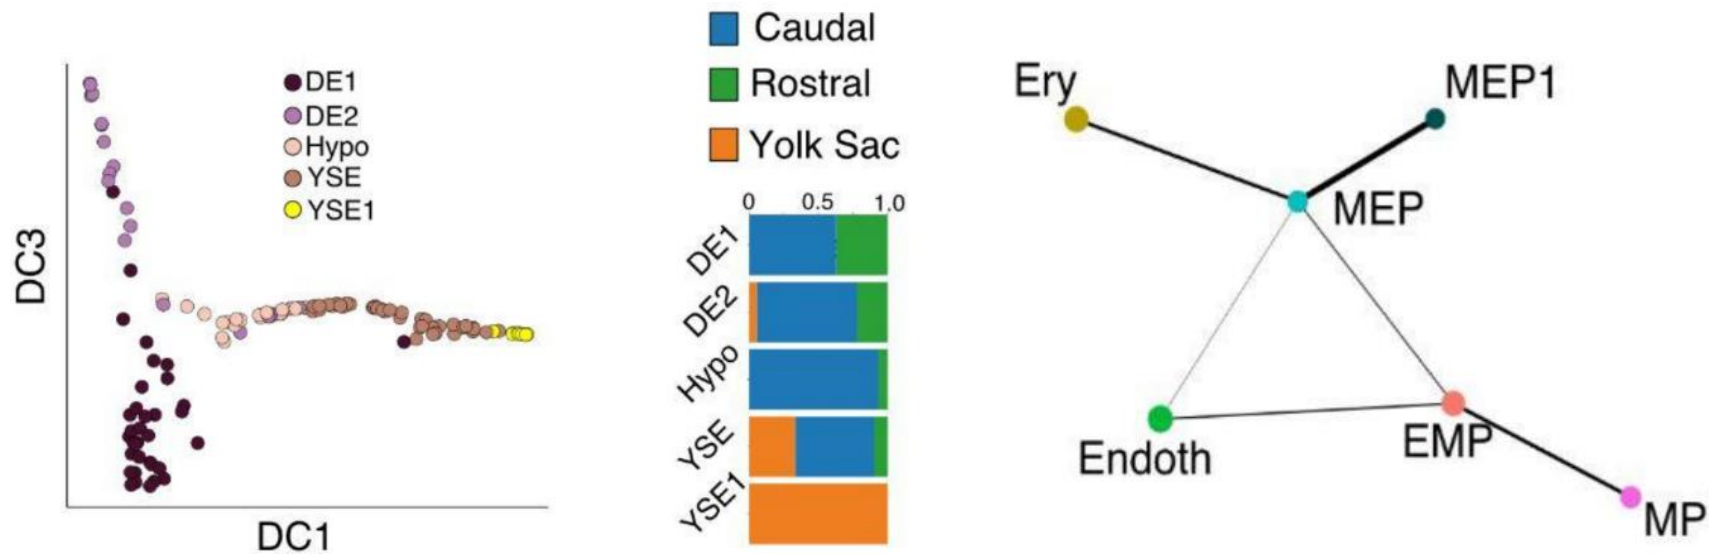 DC3
DC1
DE1
DE2
Hypo
YSE
YSE1
Caudal
Rostral
Yolk Sac
0 0.5 1.0
DE1
DE2
Hypo
YSE
YSE1
Ery
MEP1
MEP
Endoth
EMP
MP